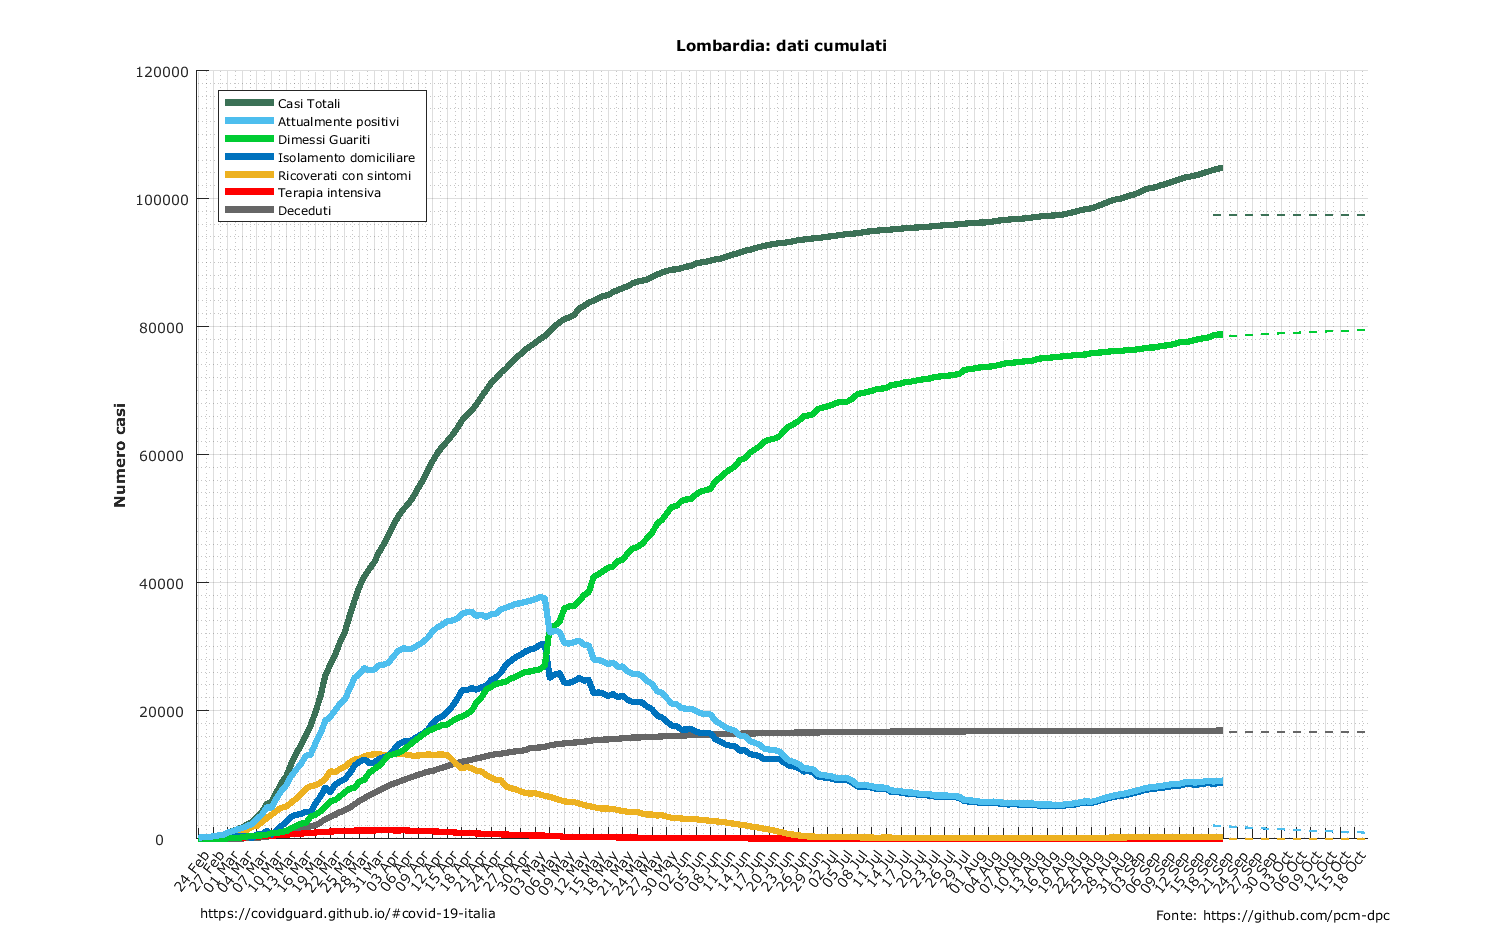 Lombardia: dati cumulati
120000
100000
80000
60000
40000
20000
0
Numero casi
Casi Totali
Attualmente positivi
Dimessi Guariti
Isolamento domiciliare
Ricoverati con sintomi
Terapia intensiva
Deceduti
24 Feb
27 Feb
01 Mar
04 Mar
07 Mar
10 Mar
13 Mar
16 Mar
19 Mar
22 Mar
25 Mar
28 Mar
31 Mar
03 Apr
06 Apr
09 Apr
12 Apr
15 Apr
18 Apr
21 Apr
24 Apr
27 Apr
30 Apr
03 May
06 May
09 May
12 May
15 May
18 May
21 May
24 May
27 May
30 May
02 Jun
05 Jun
08 Jun
11 Jun
14 Jun
17 Jun
20 Jun
23 Jun
26 Jun
29 Jun
02 Jul
05 Jul
08 Jul
11 Jul
14 Jul
17 Jul
20 Jul
23 Jul
26 Jul
29 Jul
01 Aug
04 Aug
07 Aug
10 Aug
13 Aug
16 Aug
19 Aug
22 Aug
25 Aug
28 Aug
31 Aug
03 Sep
06 Sep
09 Sep
12 Sep
15 Sep
18 Sep
21 Sep
24 Sep
27 Sep
30 Sep
03 Oct
06 Oct
09 Oct
12 Oct
15 Oct
18 Oct
https://covidguard.github.io/#covid-19-italia
Fonte: https://github.com/pcm-dpc